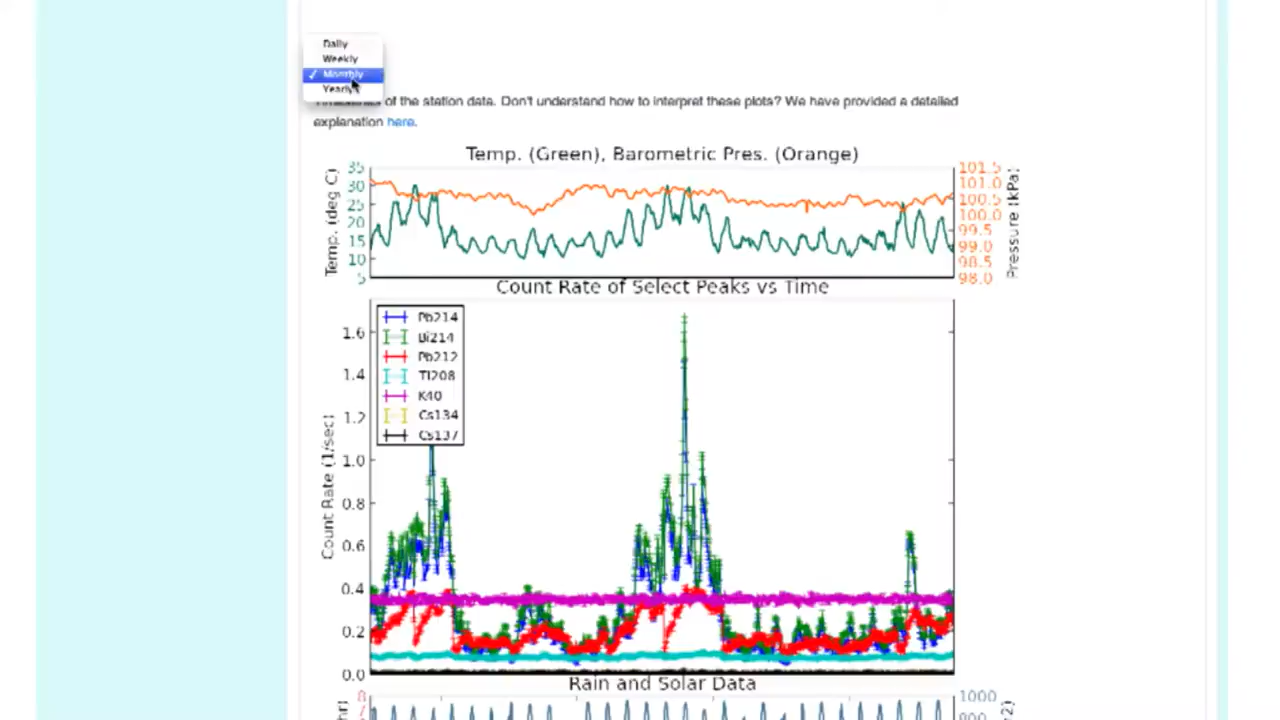 Daily
Weekly
✓ Monthly
Yearly
of the station data. Don't understand how to interpret these plots? We have provided a detailed
explanation here.
Temp. (Green), Barometric Pres. (Orange)
Temp. (deg C)
35
30
25
20
15
10
5
101.5
101.0
100.5
100.0
99.5
99.0
98.5
98.0
Pressure (kPa)
Count Rate of Select Peaks vs Time
Count Rate (1/sec)
1.6
1.4
1.2
1.0
0.8
0.6
0.4
0.2
0.0
Pb214
Bi214
Pb212
Tl208
K40
Cs134
Cs137
Rain and Solar Data
8
1000
800